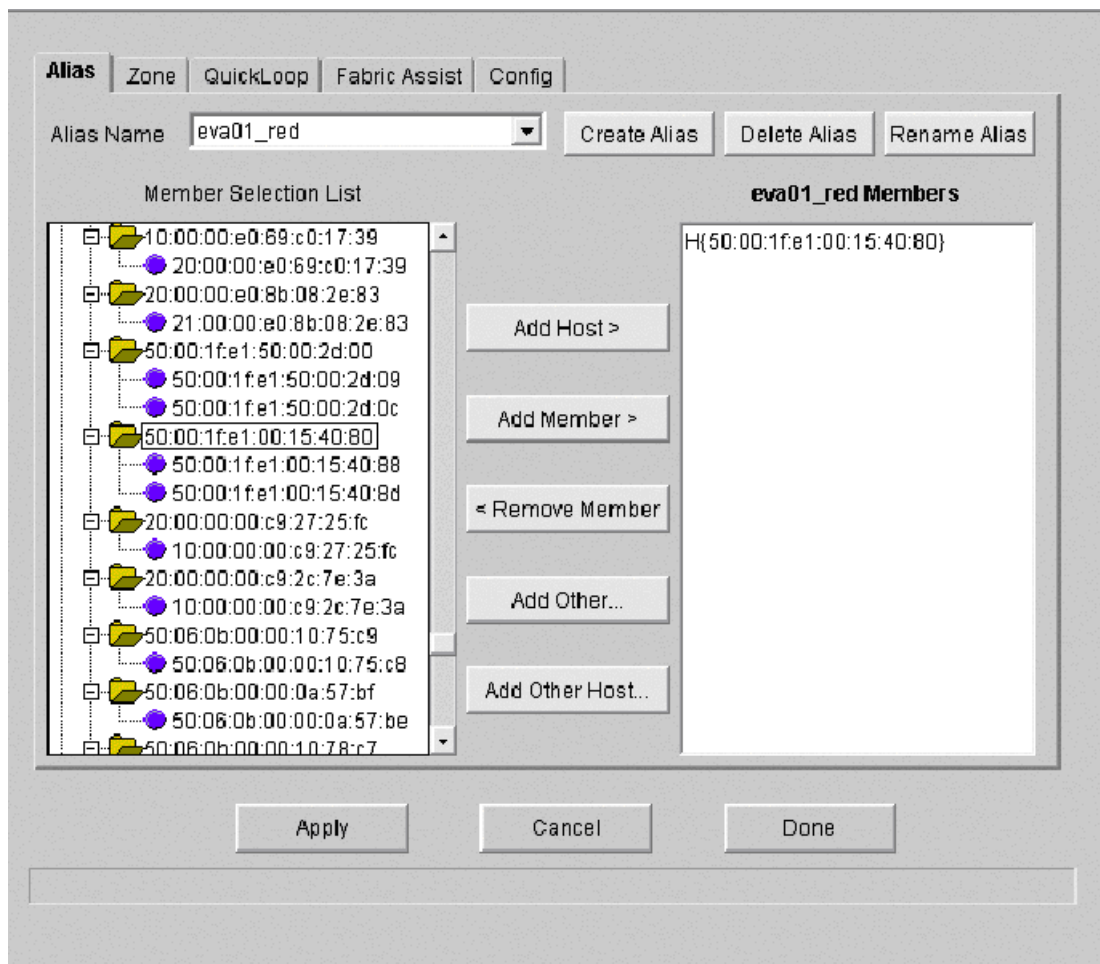 Alias Zone QuickLoop Fabric Assist Config
Alias Name eva01_red Create Alias Delete Alias Rename Alias
Member Selection List
10:00:00:e0:69:c0:17:39
20:00:00:e0:69:c0:17:39
20:00:00:e0:8b:08:2e:83
21:00:00:e0:8b:08:2e:83
50:00:1f:e1:50:00:2d:00
50:00:1f:e1:50:00:2d:09
50:00:1f:e1:50:00:2d:0c
50:00:1f:e1:00:15:40:80
50:00:1f:e1:00:15:40:88
50:00:1f:e1:00:15:40:8d
20:00:00:00:c9:27:25:fc
10:00:00:00:c9:27:25:fc
20:00:00:00:c9:2c:7e:3a
10:00:00:00:c9:2c:7e:3a
50:06:0b:00:00:10:75:c9
50:06:0b:00:00:10:75:c8
50:06:0b:00:00:0a:57:bf
50:06:0b:00:00:0a:57:be
50:06:0b:00:00:10:78:c7
Add Host >
Add Member >
< Remove Member
Add Other...
Add Other Host...
eva01_red Members
H{50:00:1f:e1:00:15:40:80}
Apply Cancel Done